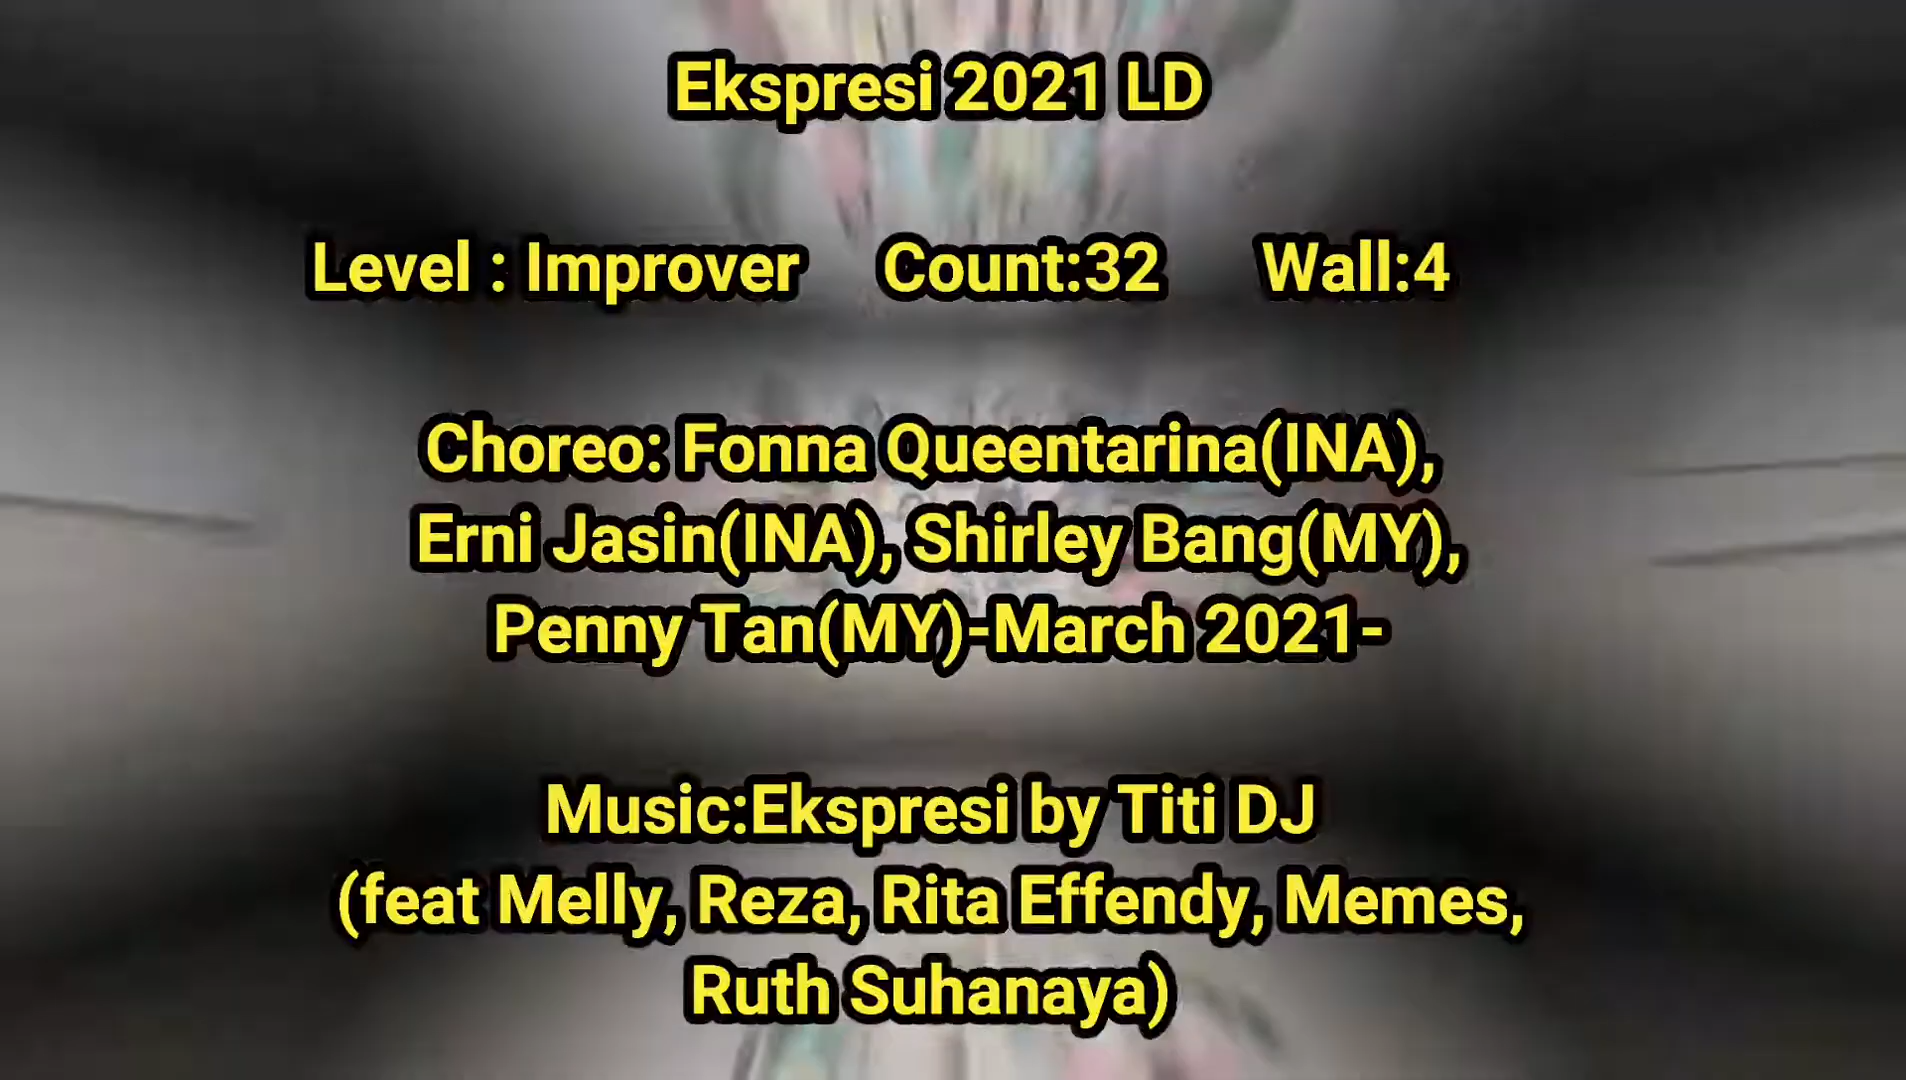 Ekspresi 2021 LD
Level : Improver Count:32 Wall:4
Choreo: Fonna Queentarina(INA),
Erni Jasin(INA), Shirley Bang(MY),
Penny Tan(MY)-March 2021-
Music:Ekspresi by Titi DJ
(feat Melly, Reza, Rita Effendy, Memes,
Ruth Suhanaya)